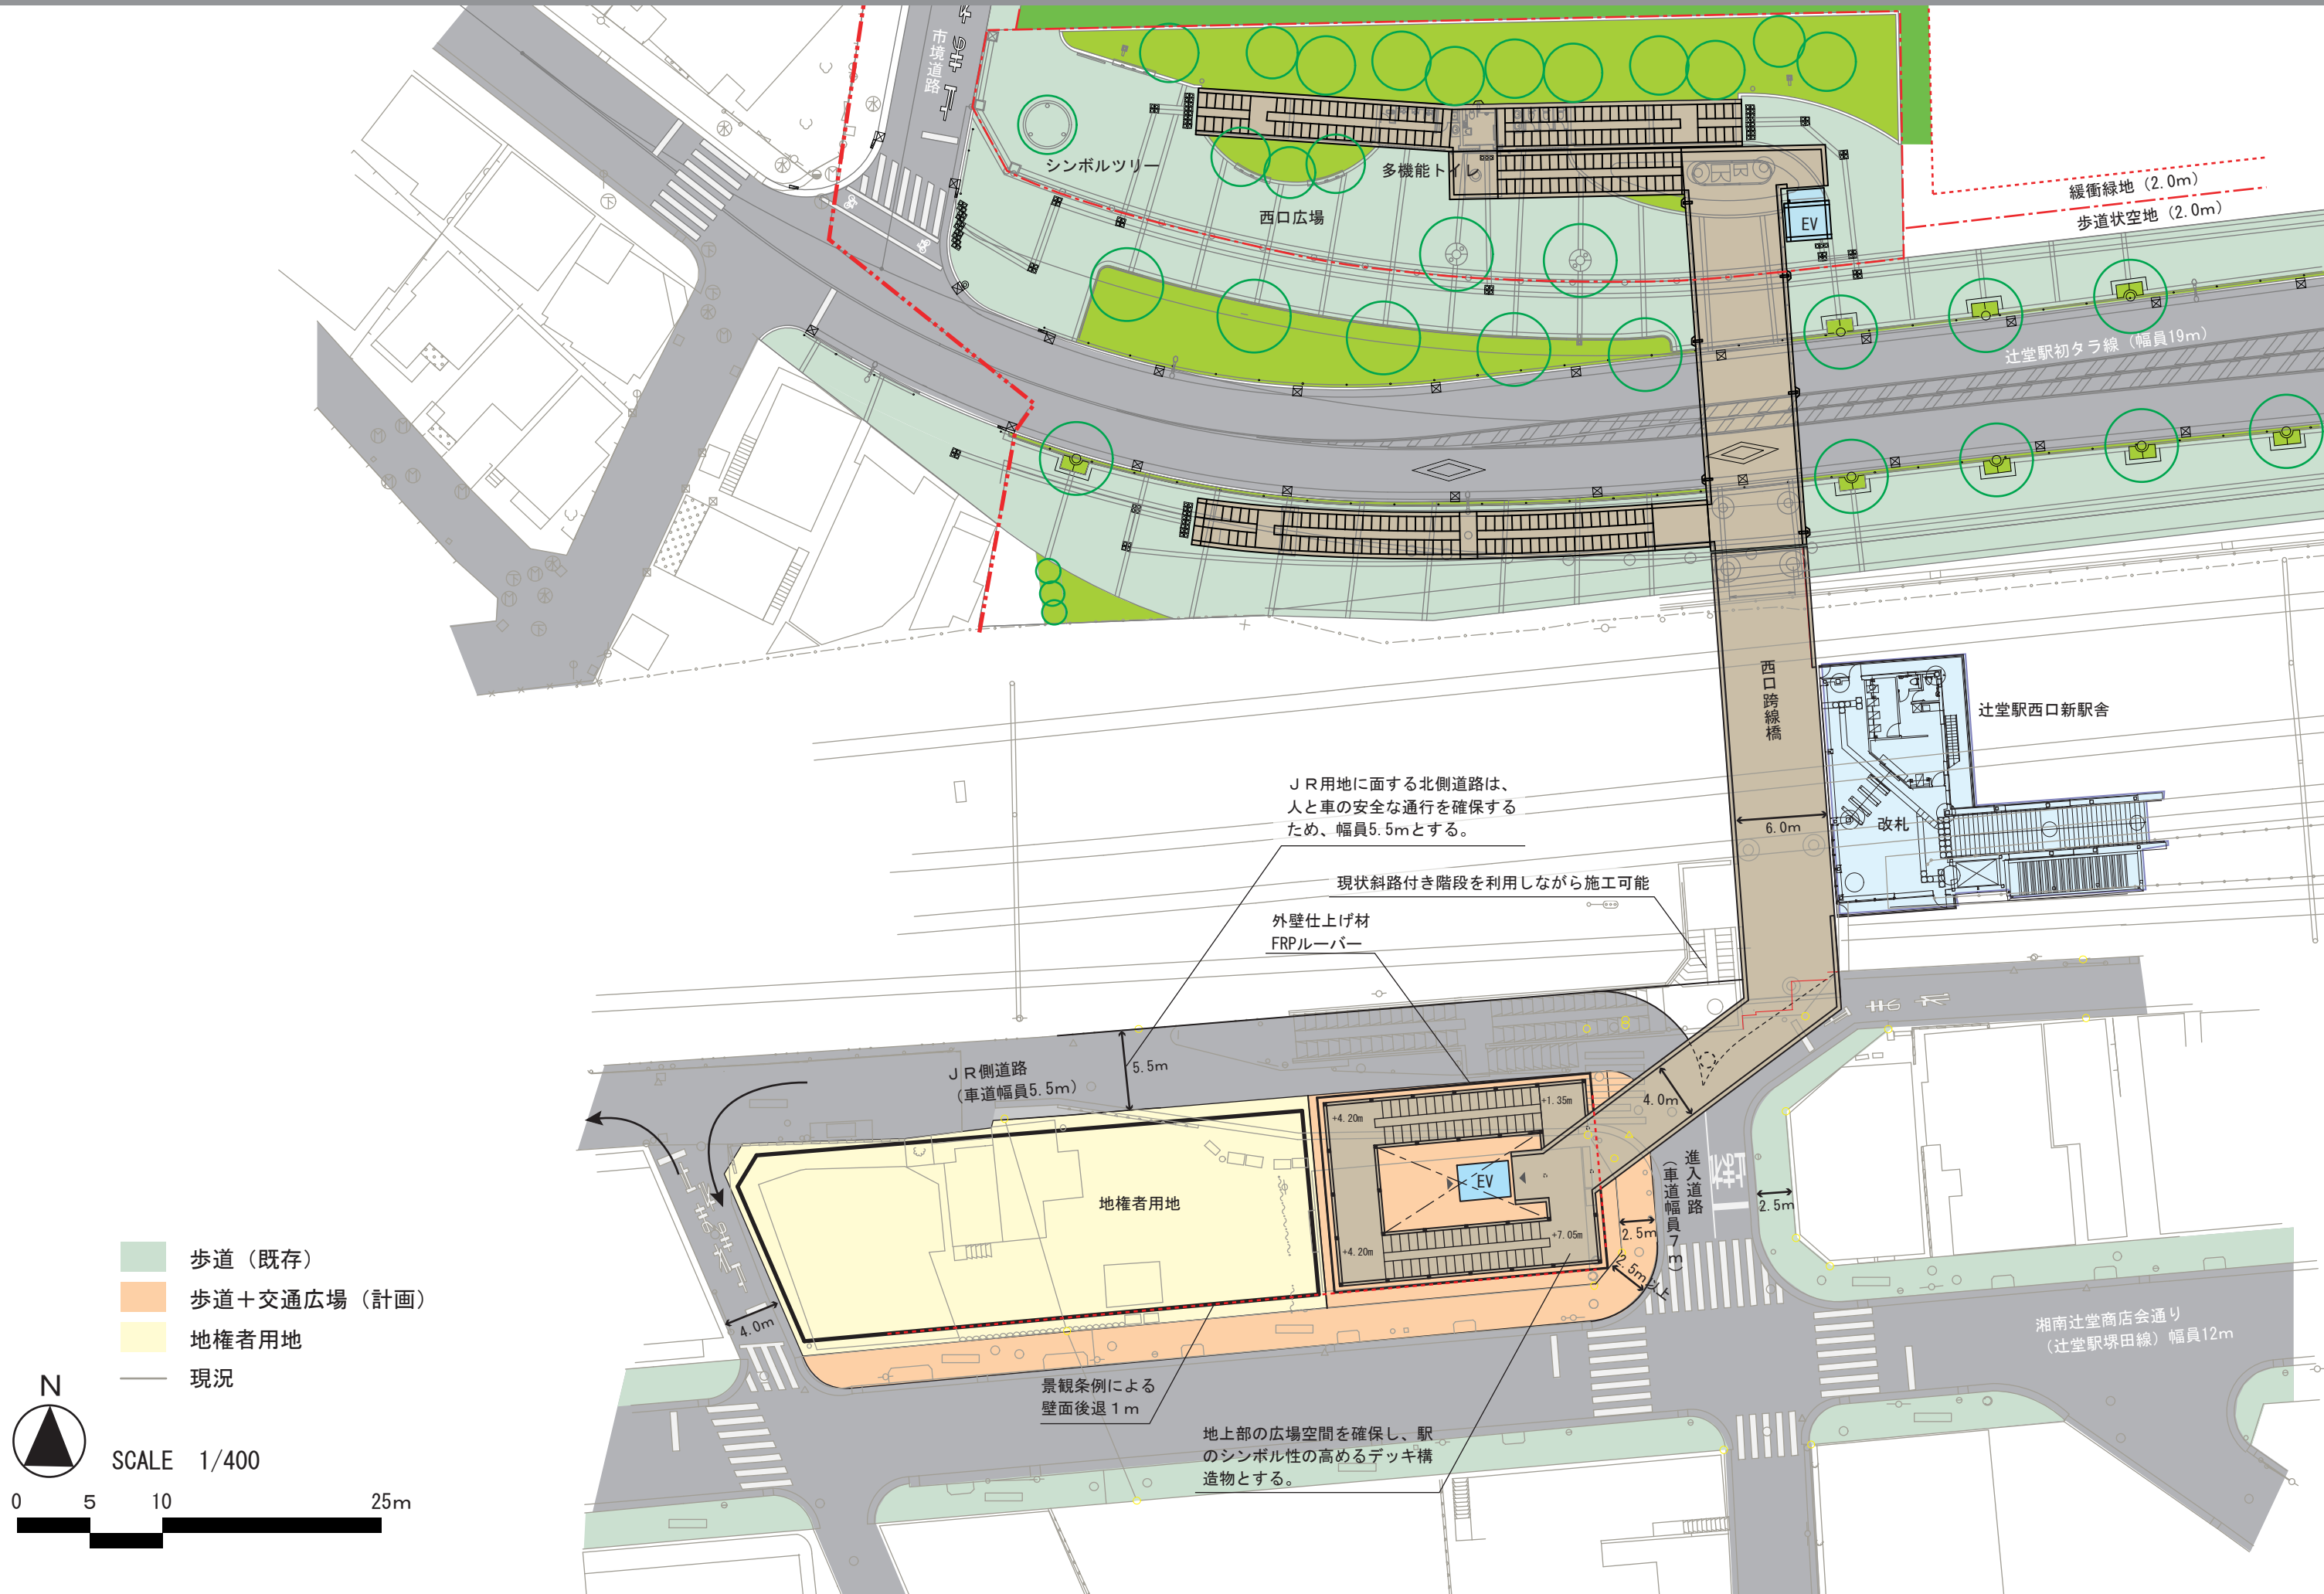 市境道路
シンボルツリー
多機能トイレ
西口広場
EV
緩衝緑地（2.0m）
歩道状空地（2.0m）
辻堂駅初タラ線（幅員19m）
西口跨線橋
辻堂駅西口新駅舎
改札
6.0m
ＪＲ用地に面する北側道路は、
人と車の安全な通行を確保する
ため、幅員5.5mとする。
現状斜路付き階段を利用しながら施工可能
外壁仕上げ材
FRPルーバー
ＪＲ側道路
（車道幅員5.5m）
5.5m
+4.20m
+1.35m
4.0m
地権者用地
EV
+4.20m
+7.05m
進入道路
（車道幅員７m）
2.5m
2.5m
2.5m以上
4.0m
湘南辻堂商店会通り
（辻堂駅堺田線）幅員12m
景観条例による
壁面後退１m
地上部の広場空間を確保し、駅
のシンボル性の高めるデッキ構
造物とする。
歩道（既存）
歩道＋交通広場（計画）
地権者用地
現況
N
SCALE 1/400
0 5 10 25m